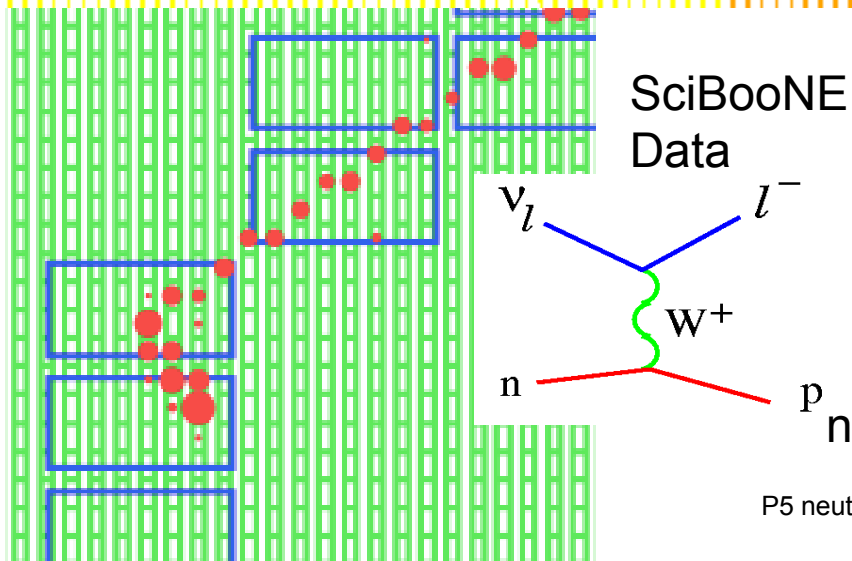 SciBooNE
Data
ν_l l⁻
W⁺
n p
n
P5 neut